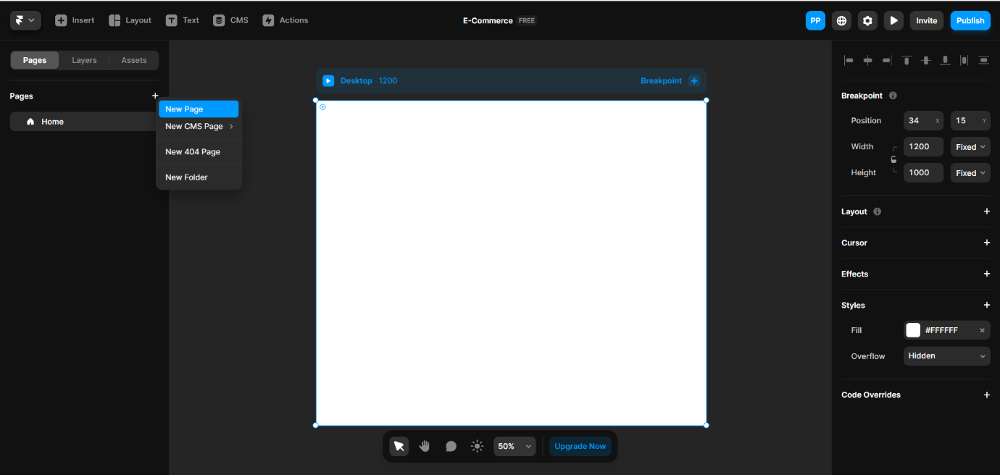 Insert
Layout
Text
CMS
Actions
E-Commerce FREE
PP
Invite
Publish
Pages
Layers
Assets
Pages
Home
New Page
New CMS Page
New 404 Page
New Folder
Desktop 1200
Breakpoint
50%
Upgrade Now
Breakpoint
Position 34 X 15 Y
Width 1200 Fixed
Height 1000 Fixed
Layout
Cursor
Effects
Styles
Fill #FFFFFF
Overflow Hidden
Code Overrides